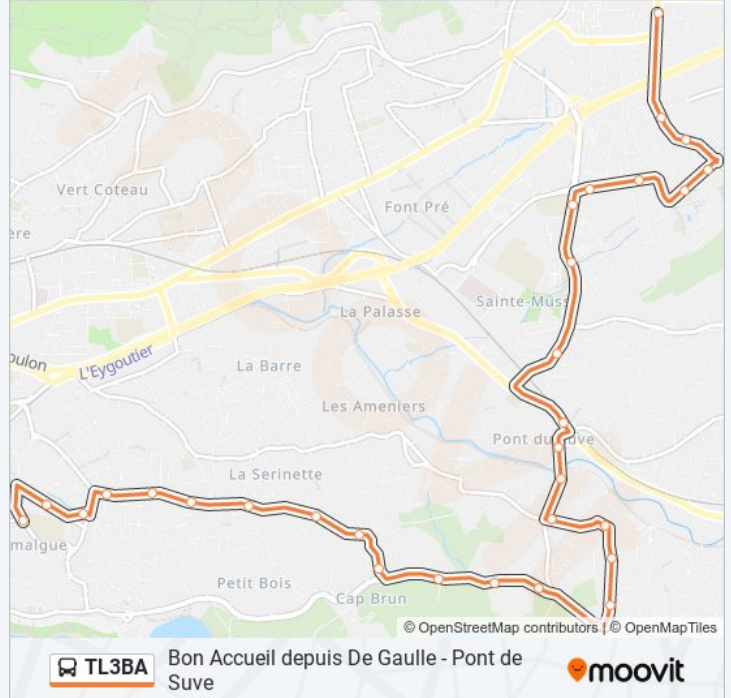 Vert Coteau
ère
Font Pré
Sainte-Muss
La Palasse
oulon
L'Eygoutier
La Barre
Les Ameniers
Pont du Suve
La Serinette
malgue
Petit Bois
Cap Brun
© OpenStreetMap contributors | © OpenMapTiles
TL3BA
Bon Accueil depuis De Gaulle - Pont de
Suve
moovit